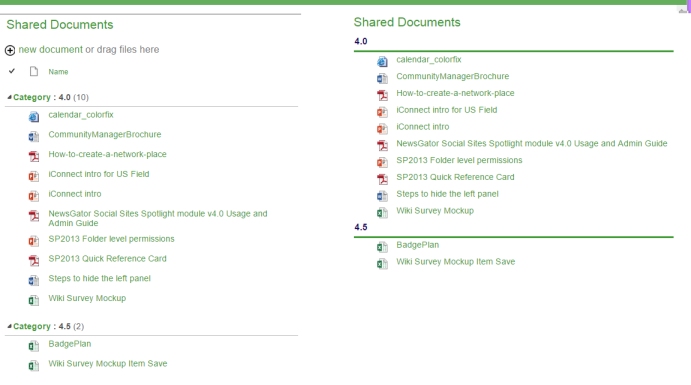 Shared Documents
new document or drag files here
Name
Category : 4.0 (10)
calendar_colorfix
CommunityManagerBrochure
How-to-create-a-network-place
iConnect intro for US Field
iConnect intro
NewsGator Social Sites Spotlight module v4.0 Usage and
Admin Guide
SP2013 Folder level permissions
SP2013 Quick Reference Card
Steps to hide the left panel
Wiki Survey Mockup
Category : 4.5 (2)
BadgePlan
Wiki Survey Mockup Item Save
Shared Documents
4.0
calendar_colorfix
CommunityManagerBrochure
How-to-create-a-network-place
iConnect intro for US Field
iConnect intro
NewsGator Social Sites Spotlight module v4.0 Usage and Admin Guide
SP2013 Folder level permissions
SP2013 Quick Reference Card
Steps to hide the left panel
Wiki Survey Mockup
4.5
BadgePlan
Wiki Survey Mockup Item Save